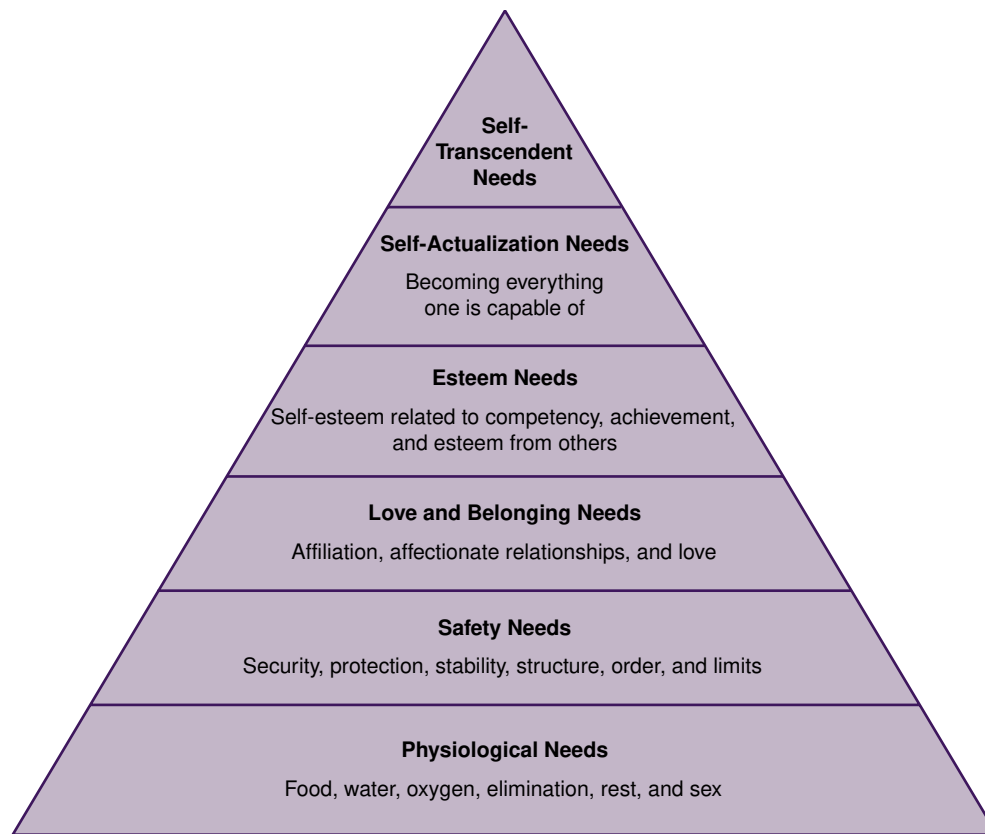 Self-
Transcendent
Needs
Self-Actualization Needs
Becoming everything
one is capable of
Esteem Needs
Self-esteem related to competency, achievement,
and esteem from others
Love and Belonging Needs
Affiliation, affectionate relationships, and love
Safety Needs
Security, protection, stability, structure, order, and limits
Physiological Needs
Food, water, oxygen, elimination, rest, and sex